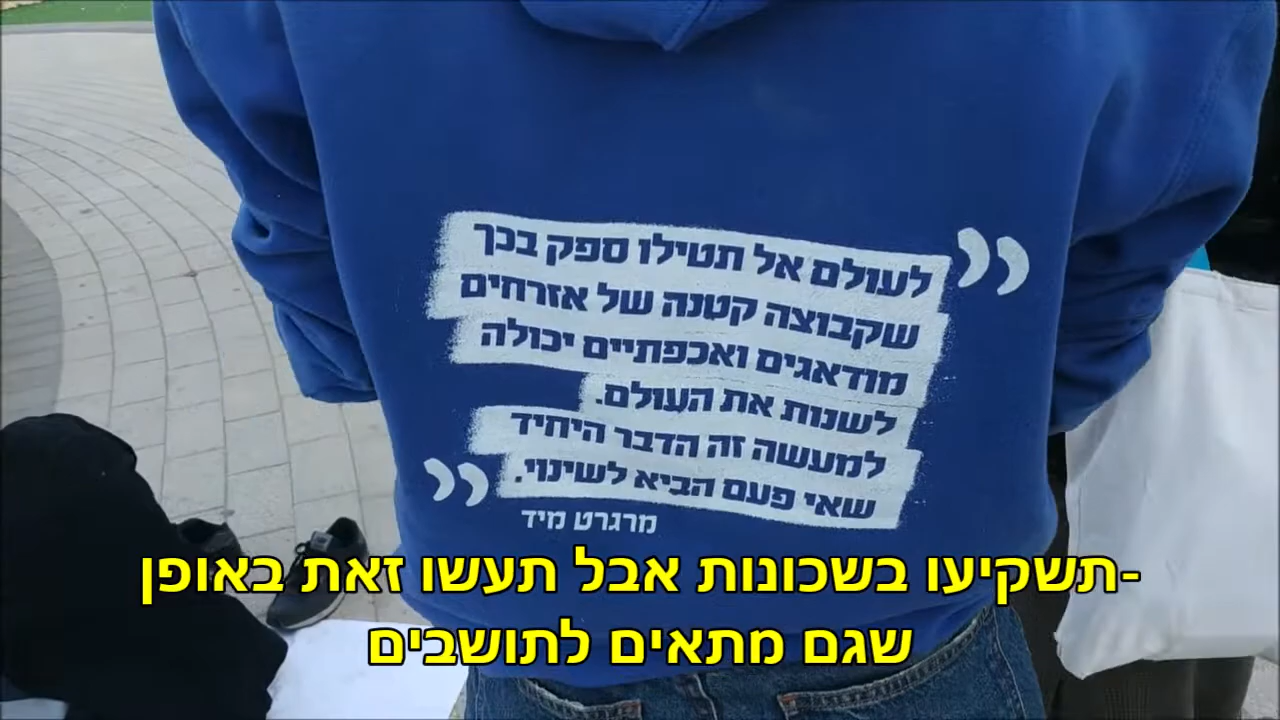 "לעולם אל תטילו ספק בכך
שקבוצה קטנה של אזרחים
מודאגים ואכפתיים יכולה
לשנות את העולם.
למעשה זה הדבר היחיד
שאי פעם הביא לשינוי."
מרגרט מיד
-תשקיעו בשכונות אבל תעשו זאת באופן
שגם מתאים לתושבים